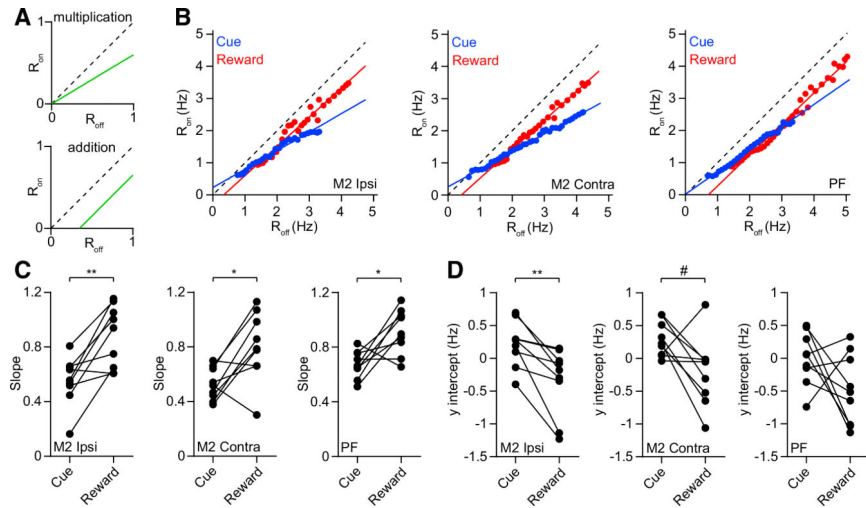 A
multiplication
1
R_on
0
0
R_off
1
addition
1
R_on
0
0
R_off
1
B
Cue
Reward
5
4
3
2
1
0
R_on (Hz)
0 1 2 3 4 5
R_off (Hz)
M2 Ipsi
Cue
Reward
5
4
3
2
1
0
R_on (Hz)
0 1 2 3 4 5
R_off (Hz)
M2 Contra
Cue
Reward
5
4
3
2
1
0
R_on (Hz)
0 1 2 3 4 5
R_off (Hz)
PF
C
**
1.2
0.8
0.4
0
Slope
M2 Ipsi
Cue
Reward
*
1.2
0.8
0.4
0
Slope
M2 Contra
Cue
Reward
*
1.2
0.8
0.4
0
Slope
PF
Cue
Reward
D
**
1
0.5
0
-0.5
-1
-1.5
y intercept (Hz)
M2 Ipsi
Cue
Reward
#
1
0.5
0
-0.5
-1
-1.5
y intercept (Hz)
M2 Contra
Cue
Reward
1
0.5
0
-0.5
-1
-1.5
y intercept (Hz)
PF
Cue
Reward